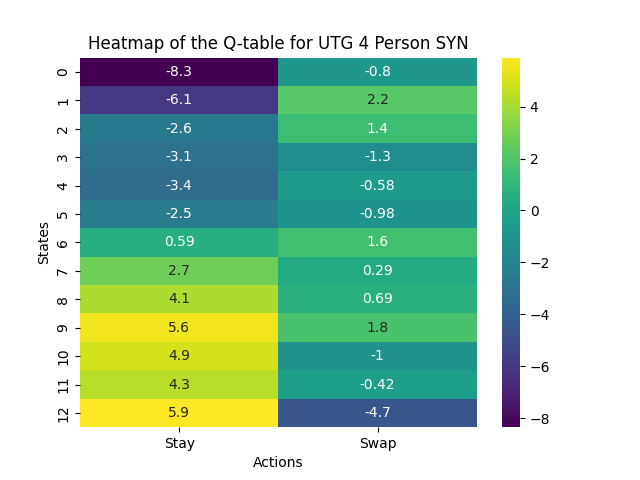 Heatmap of the Q-table for UTG 4 Person SYN
0 -8.3 -0.8
1 -6.1 2.2
2 -2.6 1.4
3 -3.1 -1.3
4 -3.4 -0.58
5 -2.5 -0.98
6 0.59 1.6
7 2.7 0.29
8 4.1 0.69
9 5.6 1.8
10 4.9 -1
11 4.3 -0.42
12 5.9 -4.7
States
Stay Swap
Actions
4
2
0
−2
−4
−6
−8